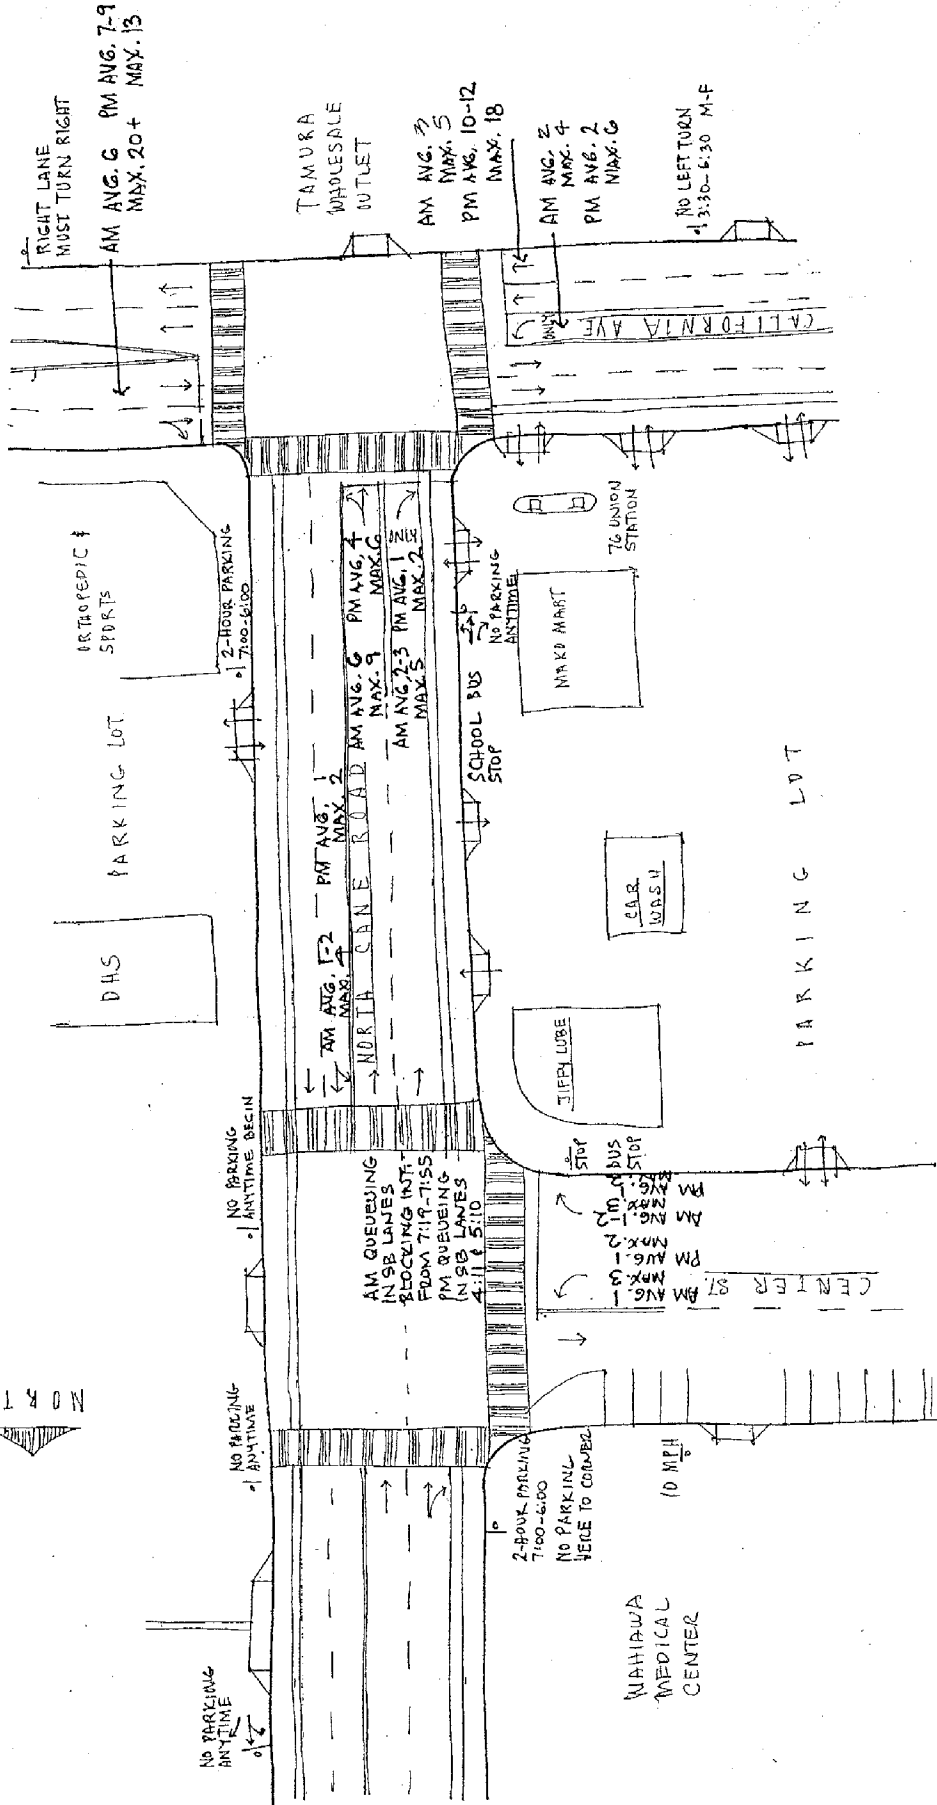 RIGHT LANE
MUST TURN RIGHT
AM AVG. 6 PM AVG. 7-9
MAX. 20+ MAX. 13
TAMURA
WHOLESALE
OUTLET
AM AVG. 3
MAX. 5
PM AVG. 10-12
MAX. 18
AM AVG. 2
MAX. 4
PM AVG. 2
MAX. 6
NO LEFT TURN
3:30-6:30 M-F
ONLY
CALIFORNIA AVE
ORTHOPEDIC &
SPORTS
2-HOUR PARKING
7:00-6:00
PARKING LOT
DHS
AM AVG. 1-2 PM AVG. 1
MAX. 4 MAX. 2
NORTH CANE ROAD
AM AVG. 6 PM AVG. 4
MAX. 9 MAX. 6
AM AVG. 2-3 PM AVG. 1
MAX. 5 MAX. 2
SCHOOL BUS
STOP
NO PARKING
ANYTIME
76 UNION
STATION
MAKO MART
CAR
WASH
JIFFY LUBE
PARKING LOT
NO PARKING
ANYTIME BEGIN
AM QUEUEING
IN SB LANES
BLOCKING INT.
FROM 7:19-7:55
PM QUEUEING
IN SB LANES
4:11 & 5:10
STOP
BUS
STOP
PM AVG. 1
MAX. 2
AM AVG. 1
MAX. 3
CENTER ST.
NORT
NO PARKING
ANYTIME
2-HOUR PARKING
7:00-6:00
NO PARKING
HERE TO CORNER
10 MPH
NO PARKING
ANYTIME
WAHIAWA
MEDICAL
CENTER